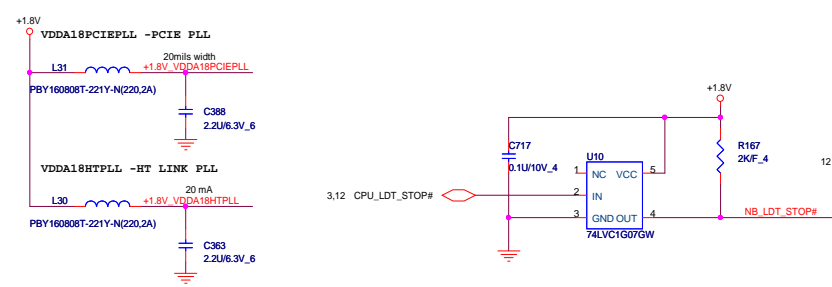 +1.8V
VDDA18PCIEPLL -PCIE PLL
20mils width
L31
+1.8V_VDDA18PCIEPLL
PBY160808T-221Y-N(220,2A)
C388
2.2U/6.3V_6
VDDA18HTPLL -HT LINK PLL
20 mA
L30
+1.8V_VDDA18HTPLL
PBY160808T-221Y-N(220,2A)
C363
2.2U/6.3V_6
+1.8V
C717
0.1U/10V_4
U10
R167
2K/F_4
12
1
NC
VCC
5
3,12
CPU_LDT_STOP#
2
IN
3
GND
OUT
4
NB_LDT_STOP#
74LVC1G07GW